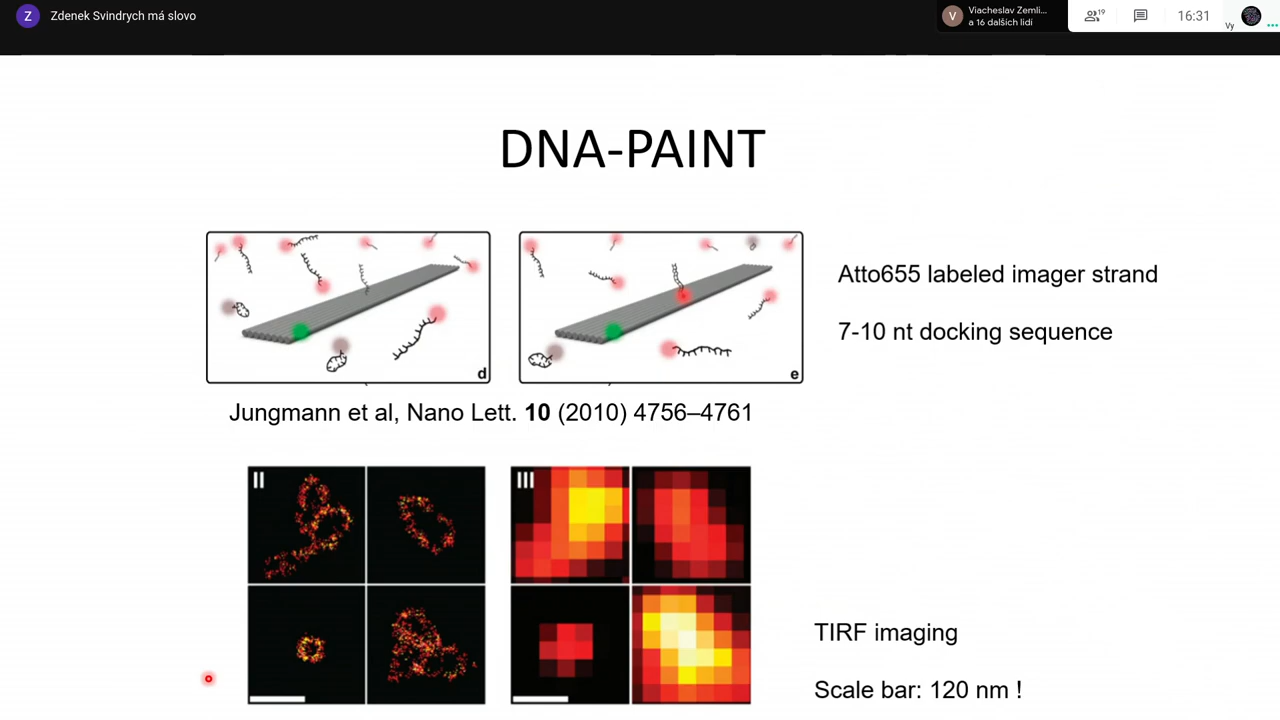 Z Zdenek Svindrych má slovo
V Viacheslav Zemli...
a 16 dalších lidí
19
16:31
Vy
DNA-PAINT
d
e
Atto655 labeled imager strand
7-10 nt docking sequence
Jungmann et al, Nano Lett. 10 (2010) 4756–4761
II
III
TIRF imaging
Scale bar: 120 nm !